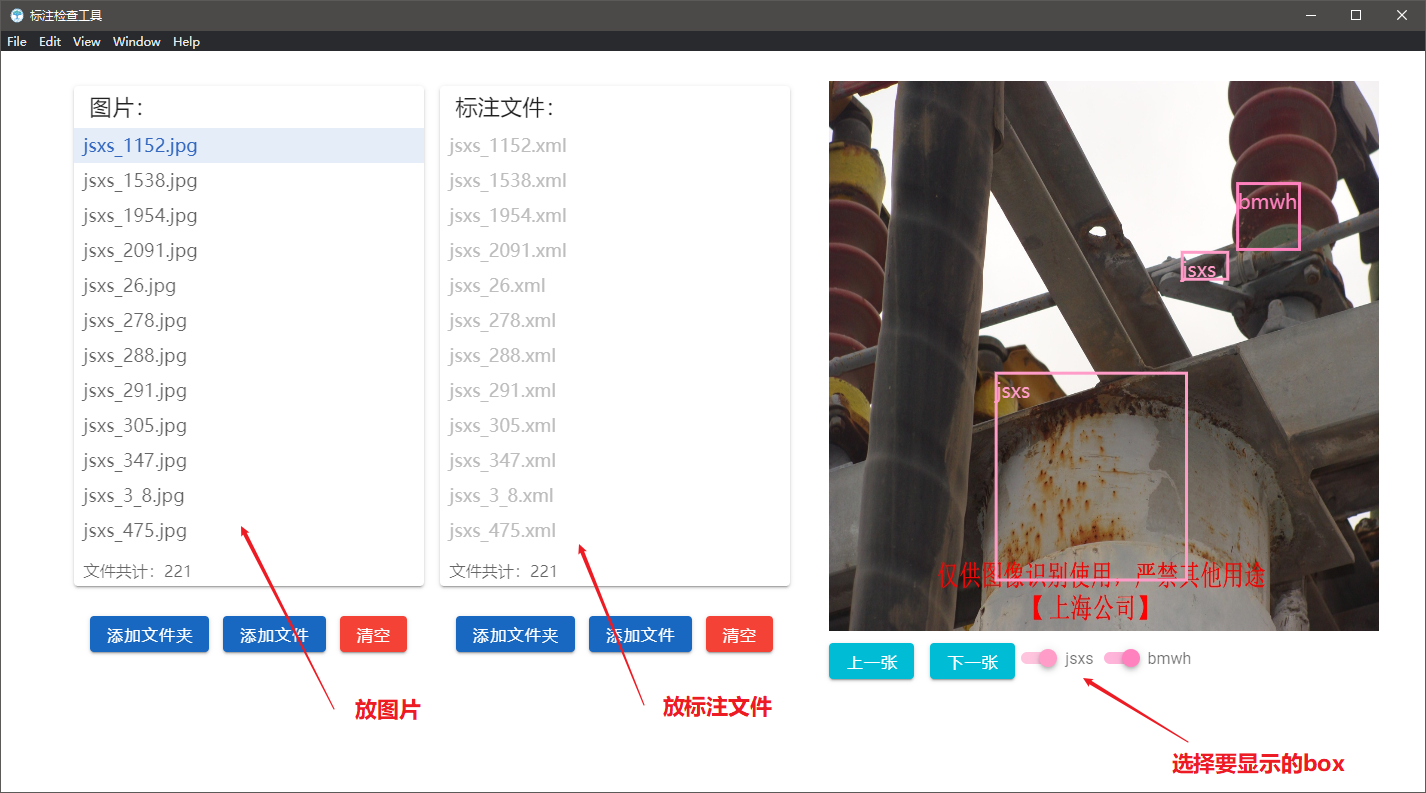 标注检查工具
File Edit View Window Help
图片：
jsxs_1152.jpg
jsxs_1538.jpg
jsxs_1954.jpg
jsxs_2091.jpg
jsxs_26.jpg
jsxs_278.jpg
jsxs_288.jpg
jsxs_291.jpg
jsxs_305.jpg
jsxs_347.jpg
jsxs_3_8.jpg
jsxs_475.jpg
文件共计：221
添加文件夹 添加文件 清空
放图片
标注文件：
jsxs_1152.xml
jsxs_1538.xml
jsxs_1954.xml
jsxs_2091.xml
jsxs_26.xml
jsxs_278.xml
jsxs_288.xml
jsxs_291.xml
jsxs_305.xml
jsxs_347.xml
jsxs_3_8.xml
jsxs_475.xml
文件共计：221
添加文件夹 添加文件 清空
放标注文件
bmwh
jsxs
jsxs
仅供图像识别使用，严禁其他用途
【上海公司】
上一张 下一张 jsxs bmwh
选择要显示的box